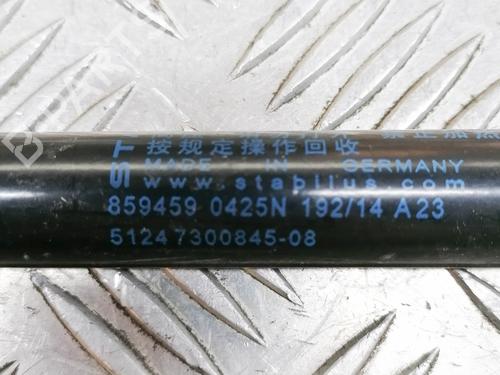 按规定操作回收
MADE IN GERMANY
www.stabilus.com
ST
859459 0425N 192/14 A23
51247300845-08